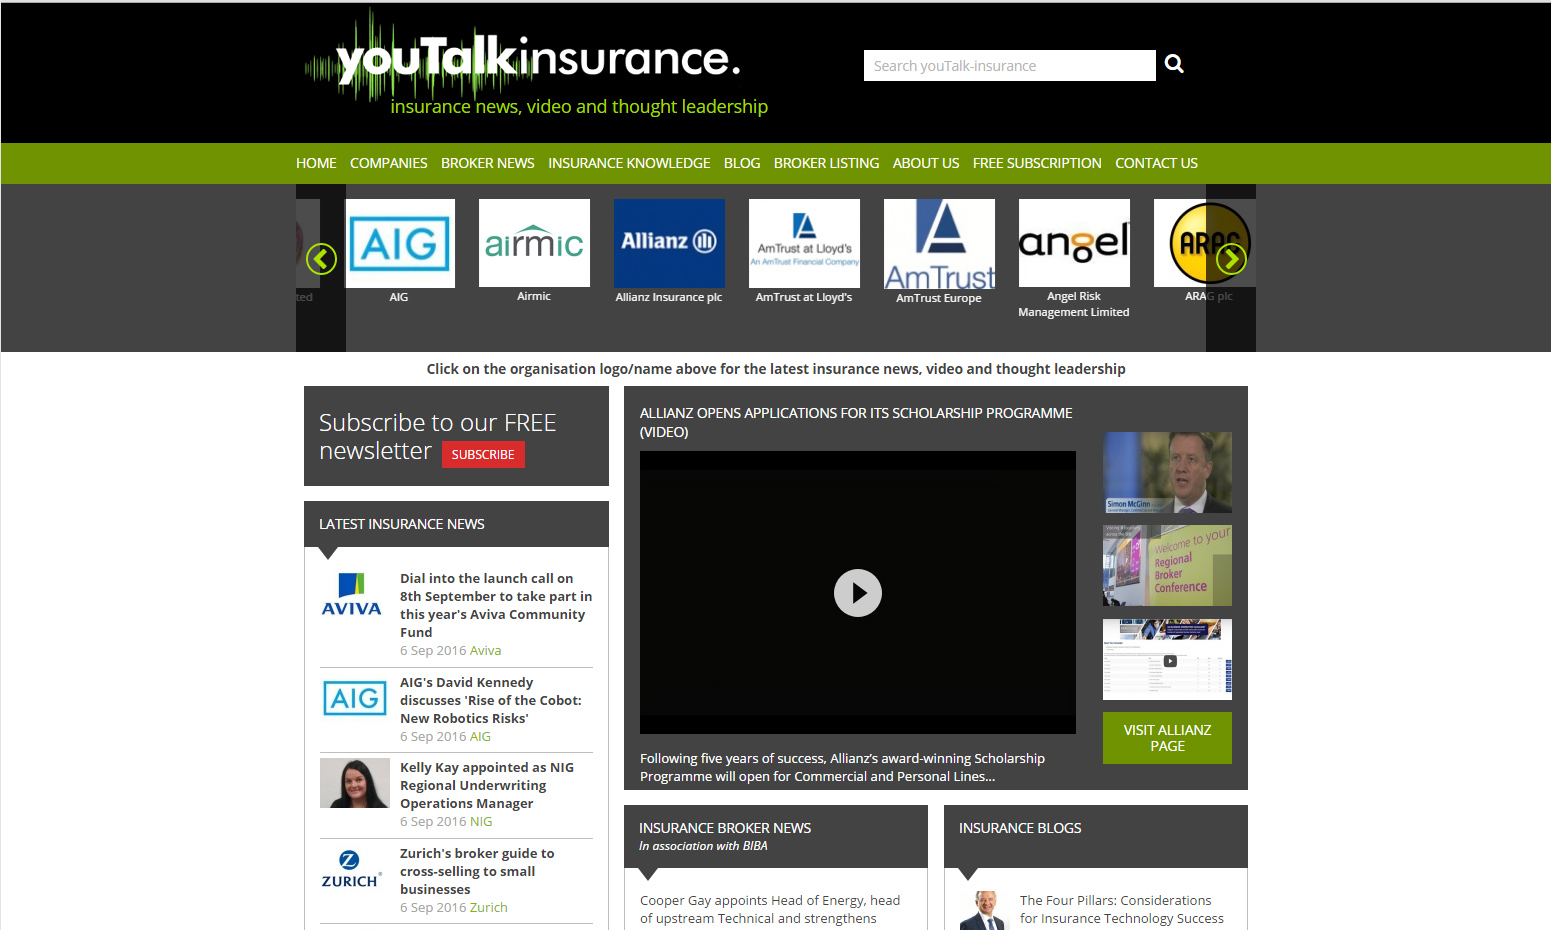 youTalkinsurance.
insurance news, video and thought leadership
Search youTalk-insurance
HOME COMPANIES BROKER NEWS INSURANCE KNOWLEDGE BLOG BROKER LISTING ABOUT US FREE SUBSCRIPTION CONTACT US
ted
AIG
AIG
airmic
Airmic
Allianz
Allianz Insurance plc
AmTrust at Lloyd's
An AmTrust Financial Company
AmTrust at Lloyd's
AmTrust
AmTrust Europe
angel
Angel Risk
Management Limited
ARAG
ARAG plc
Click on the organisation logo/name above for the latest insurance news, video and thought leadership
Subscribe to our FREE
newsletter SUBSCRIBE
LATEST INSURANCE NEWS
AVIVA
Dial into the launch call on
8th September to take part in
this year's Aviva Community
Fund
6 Sep 2016 Aviva
AIG
AIG's David Kennedy
discusses 'Rise of the Cobot:
New Robotics Risks'
6 Sep 2016 AIG
Kelly Kay appointed as NIG
Regional Underwriting
Operations Manager
6 Sep 2016 NIG
ZURICH
Zurich's broker guide to
cross-selling to small
businesses
6 Sep 2016 Zurich
ALLIANZ OPENS APPLICATIONS FOR ITS SCHOLARSHIP PROGRAMME
(VIDEO)
Following five years of success, Allianz’s award-winning Scholarship
Programme will open for Commercial and Personal Lines...
Simon McGinn
Welcome to your
Regional
Broker
Conference
VISIT ALLIANZ
PAGE
INSURANCE BROKER NEWS
In association with BIBA
Cooper Gay appoints Head of Energy, head
of upstream Technical and strengthens
INSURANCE BLOGS
The Four Pillars: Considerations
for Insurance Technology Success